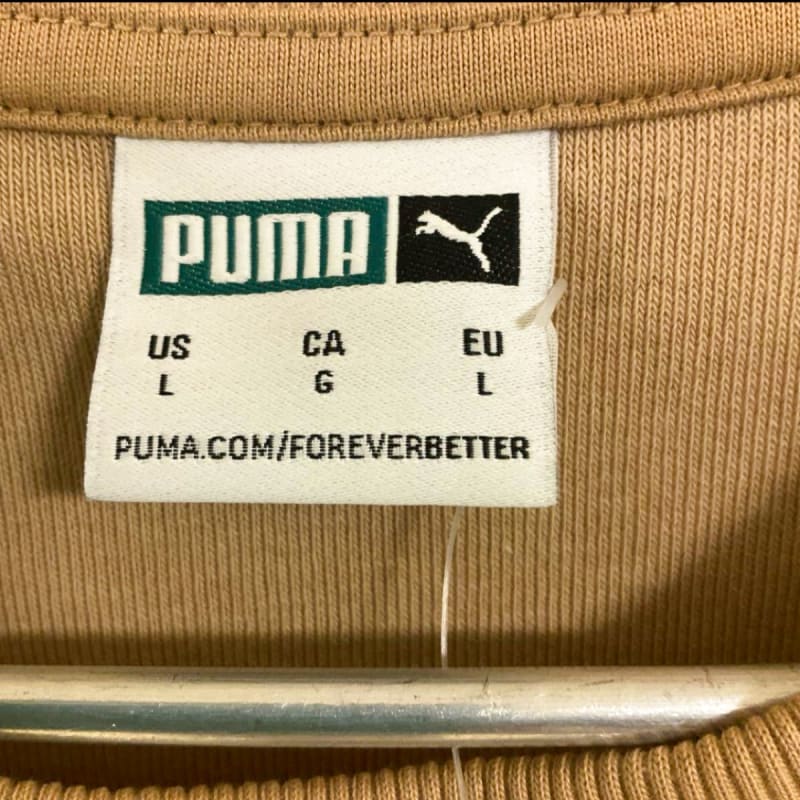 PUMA
US CA EU
L G L
PUMA.COM/FOREVERBETTER